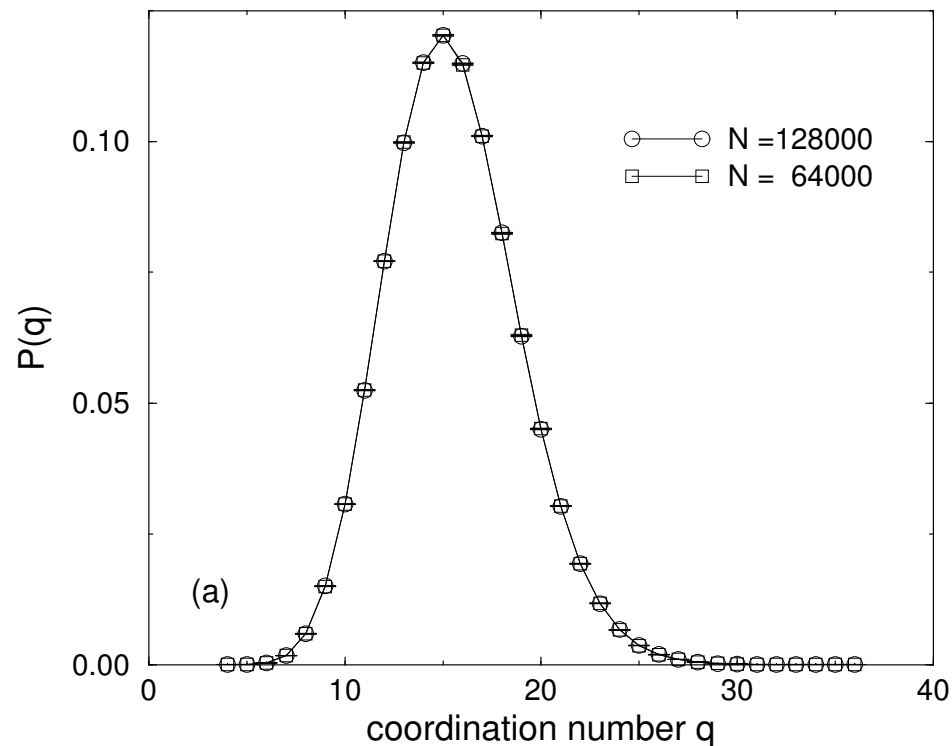 0.10
0.05
0.00
P(q)
N =128000
N = 64000
(a)
0 10 20 30 40
coordination number q